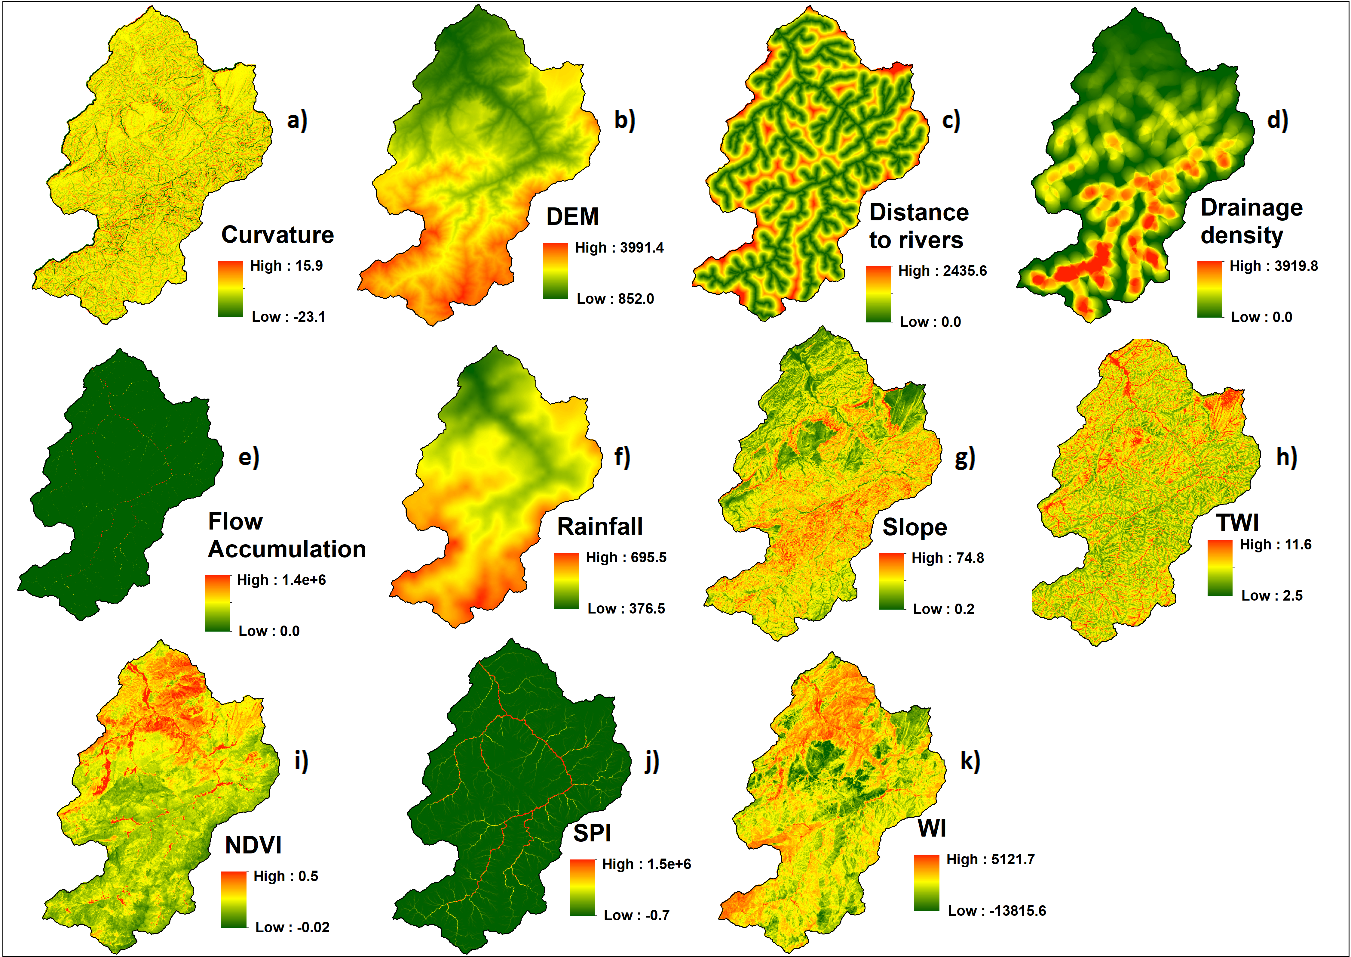 a)
Curvature
High : 15.9
Low : -23.1
b)
DEM
High : 3991.4
Low : 852.0
c)
Distance
to rivers
High : 2435.6
Low : 0.0
d)
Drainage
density
High : 3919.8
Low : 0.0
e)
Flow
Accumulation
High : 1.4e+6
Low : 0.0
f)
Rainfall
High : 695.5
Low : 376.5
g)
Slope
High : 74.8
Low : 0.2
h)
TWI
High : 11.6
Low : 2.5
i)
NDVI
High : 0.5
Low : -0.02
j)
SPI
High : 1.5e+6
Low : -0.7
k)
WI
High : 5121.7
Low : -13815.6